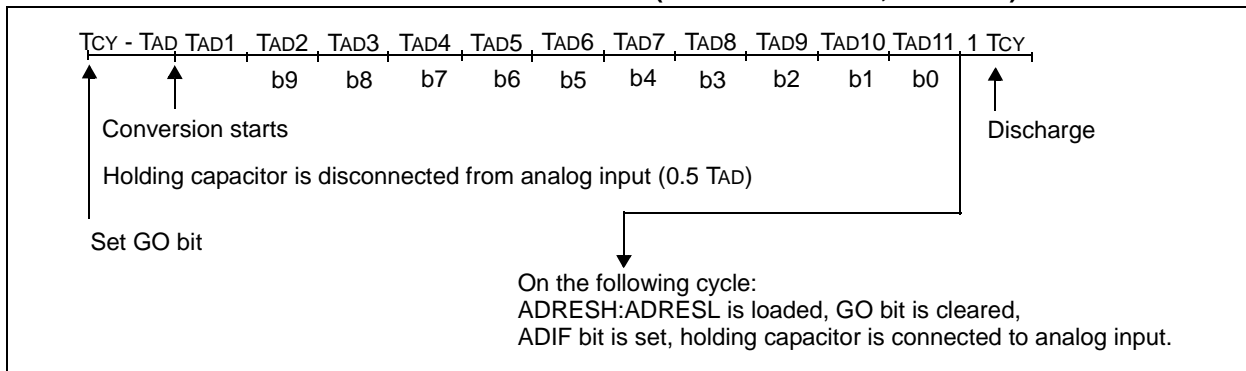 TCY - TAD TAD1 TAD2 TAD3 TAD4 TAD5 TAD6 TAD7 TAD8 TAD9 TAD10 TAD11 1 TCY
b9 b8 b7 b6 b5 b4 b3 b2 b1 b0
Conversion starts
Discharge
Holding capacitor is disconnected from analog input (0.5 TAD)
Set GO bit
On the following cycle:
ADRESH:ADRESL is loaded, GO bit is cleared,
ADIF bit is set, holding capacitor is connected to analog input.